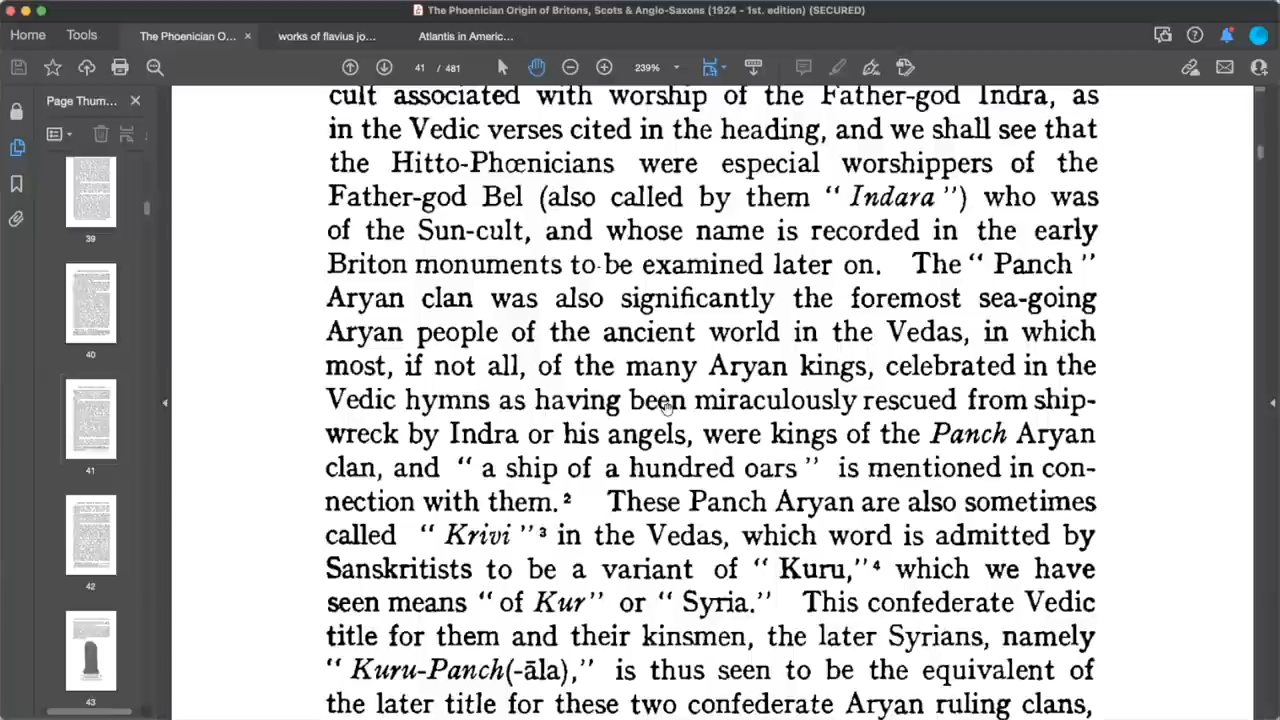 The Phoenician Origin of Britons, Scots & Anglo-Saxons (1924 - 1st. edition) (SECURED)
Home Tools The Phoenician O... × works of flavius jo... Atlantis in Americ...
41 / 481 239%
Page Thum... ×
39
40
41
42
43
cult associated with worship of the Father-god Indra, as
in the Vedic verses cited in the heading, and we shall see that
the Hitto-Phœnicians were especial worshippers of the
Father-god Bel (also called by them “ Indara ”) who was
of the Sun-cult, and whose name is recorded in the early
Briton monuments to be examined later on. The “ Panch ”
Aryan clan was also significantly the foremost sea-going
Aryan people of the ancient world in the Vedas, in which
most, if not all, of the many Aryan kings, celebrated in the
Vedic hymns as having been miraculously rescued from ship-
wreck by Indra or his angels, were kings of the Panch Aryan
clan, and “ a ship of a hundred oars ” is mentioned in con-
nection with them.² These Panch Aryan are also sometimes
called “ Krivi ”³ in the Vedas, which word is admitted by
Sanskritists to be a variant of “ Kuru,”⁴ which we have
seen means “ of Kur” or “ Syria.” This confederate Vedic
title for them and their kinsmen, the later Syrians, namely
“ Kuru-Panch(-āla),” is thus seen to be the equivalent of
the later title for these two confederate Aryan ruling clans,